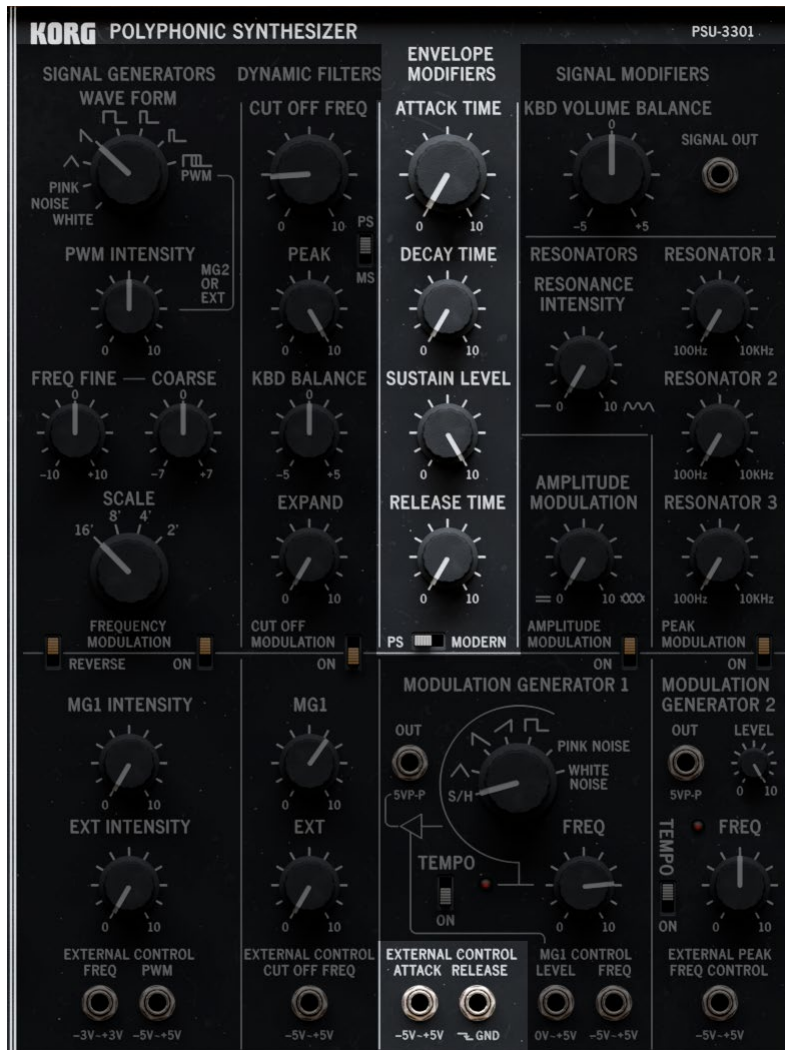 KORG POLYPHONIC SYNTHESIZER PSU-3301
SIGNAL GENERATORS
WAVE FORM
PWM
PINK
NOISE
WHITE
PWM INTENSITY
MG2
OR
EXT
0 10
FREQ FINE COARSE
0 0
-10 +10 -7 +7
SCALE
16' 8' 4' 2'
FREQUENCY
MODULATION
REVERSE ON
MG1 INTENSITY
0 10
EXT INTENSITY
0 10
EXTERNAL CONTROL
FREQ PWM
-3V~+3V -5V~+5V
DYNAMIC FILTERS
CUT OFF FREQ
0 10
PS
MS
PEAK
0 10
KBD BALANCE
0
-5 +5
EXPAND
0 10
CUT OFF
MODULATION
ON
MG1
0 10
EXT
0 10
EXTERNAL CONTROL
CUT OFF FREQ
-5V~+5V
ENVELOPE
MODIFIERS
ATTACK TIME
0 10
DECAY TIME
0 10
SUSTAIN LEVEL
0 10
RELEASE TIME
0 10
PS MODERN
SIGNAL MODIFIERS
KBD VOLUME BALANCE
0
-5 +5
SIGNAL OUT
RESONATORS
RESONANCE
INTENSITY
0 10
RESONATOR 1
100Hz 10KHz
RESONATOR 2
100Hz 10KHz
AMPLITUDE
MODULATION
0 10
RESONATOR 3
100Hz 10KHz
AMPLITUDE
MODULATION
ON
PEAK
MODULATION
ON
MODULATION GENERATOR 1
OUT
5VP-P
S/H
PINK NOISE
WHITE
NOISE
TEMPO
ON
FREQ
0 10
EXTERNAL CONTROL
ATTACK RELEASE
-5V~+5V GND
MG1 CONTROL
LEVEL FREQ
0V~+5V -5V~+5V
MODULATION
GENERATOR 2
OUT
5VP-P
LEVEL
0 10
TEMPO
ON
FREQ
0 10
EXTERNAL PEAK
FREQ CONTROL
-5V~+5V